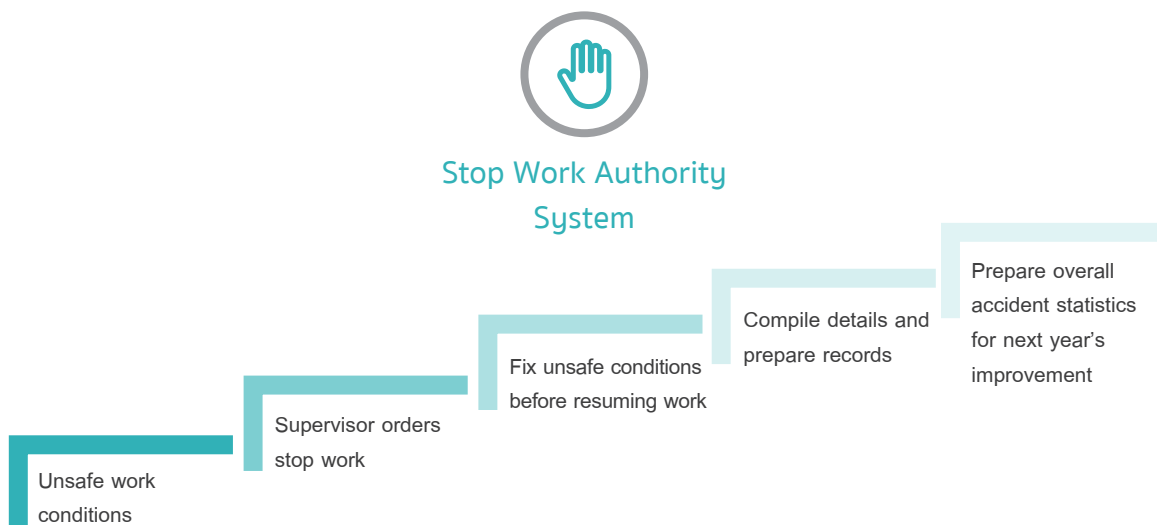 Stop Work Authority
System
Unsafe work
conditions
Supervisor orders
stop work
Fix unsafe conditions
before resuming work
Compile details and
prepare records
Prepare overall
accident statistics
for next year’s
improvement